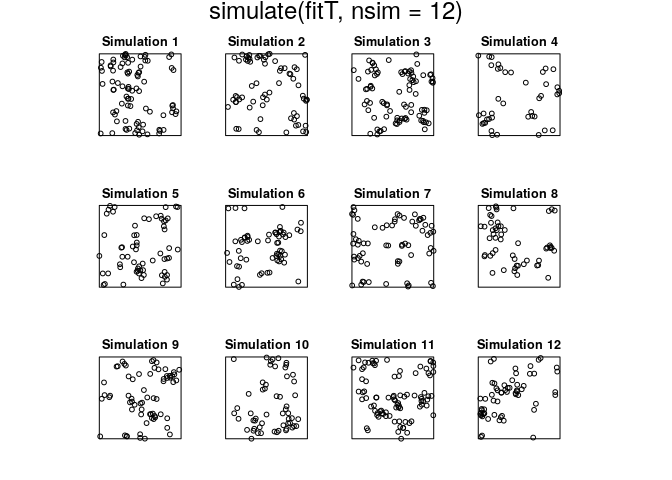 simulate(fitT, nsim = 12)
Simulation 1 Simulation 2 Simulation 3 Simulation 4
Simulation 5 Simulation 6 Simulation 7 Simulation 8
Simulation 9 Simulation 10 Simulation 11 Simulation 12